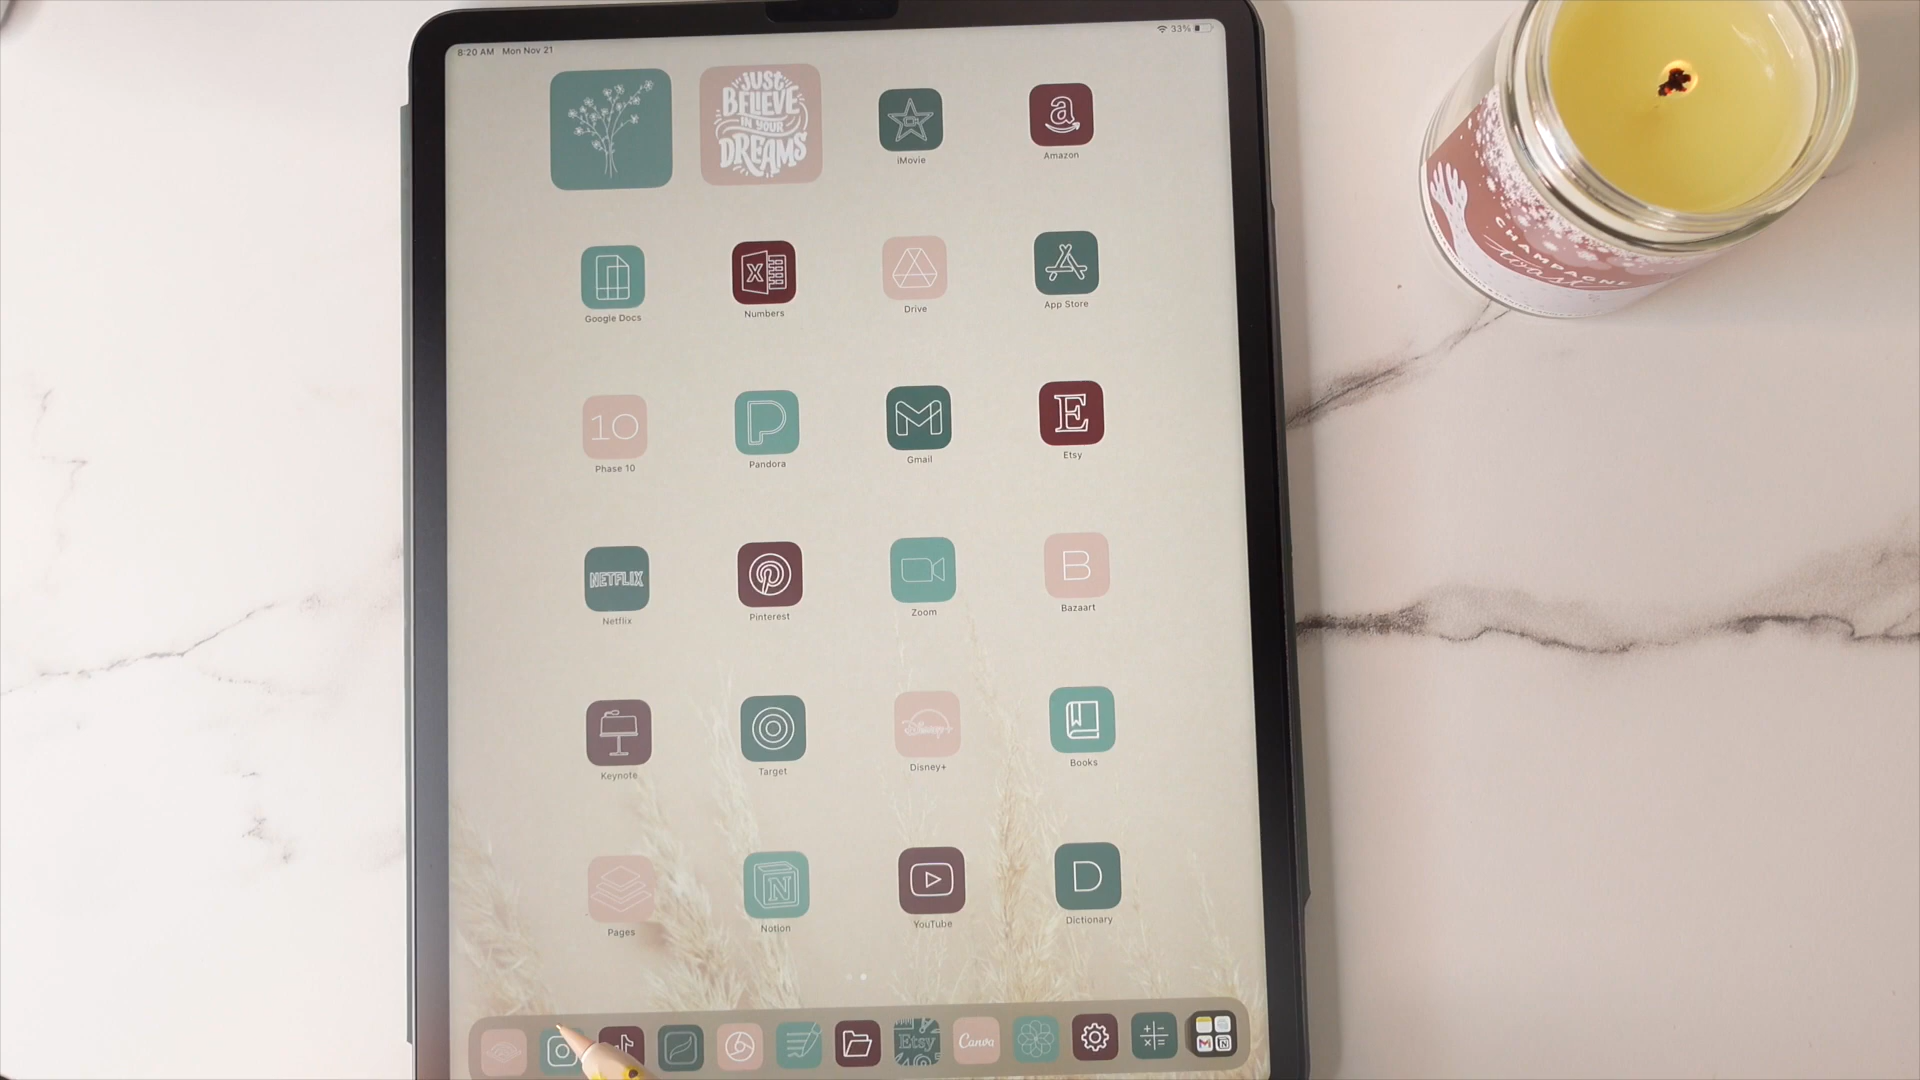 8:20 AM Mon Nov 21
33%
JUST
BELIEVE
IN YOUR
DREAMS
iMovie
a
Amazon
Google Docs
X
Numbers
Drive
App Store
10
Phase 10
P
Pandora
M
Gmail
E
Etsy
NETFLIX
Netflix
Pinterest
Zoom
B
Bazaart
Keynote
Target
Disney+
Disney+
Books
Pages
N
Notion
YouTube
D
Dictionary
Etsy
Canva
CHAMPAGNE
toast